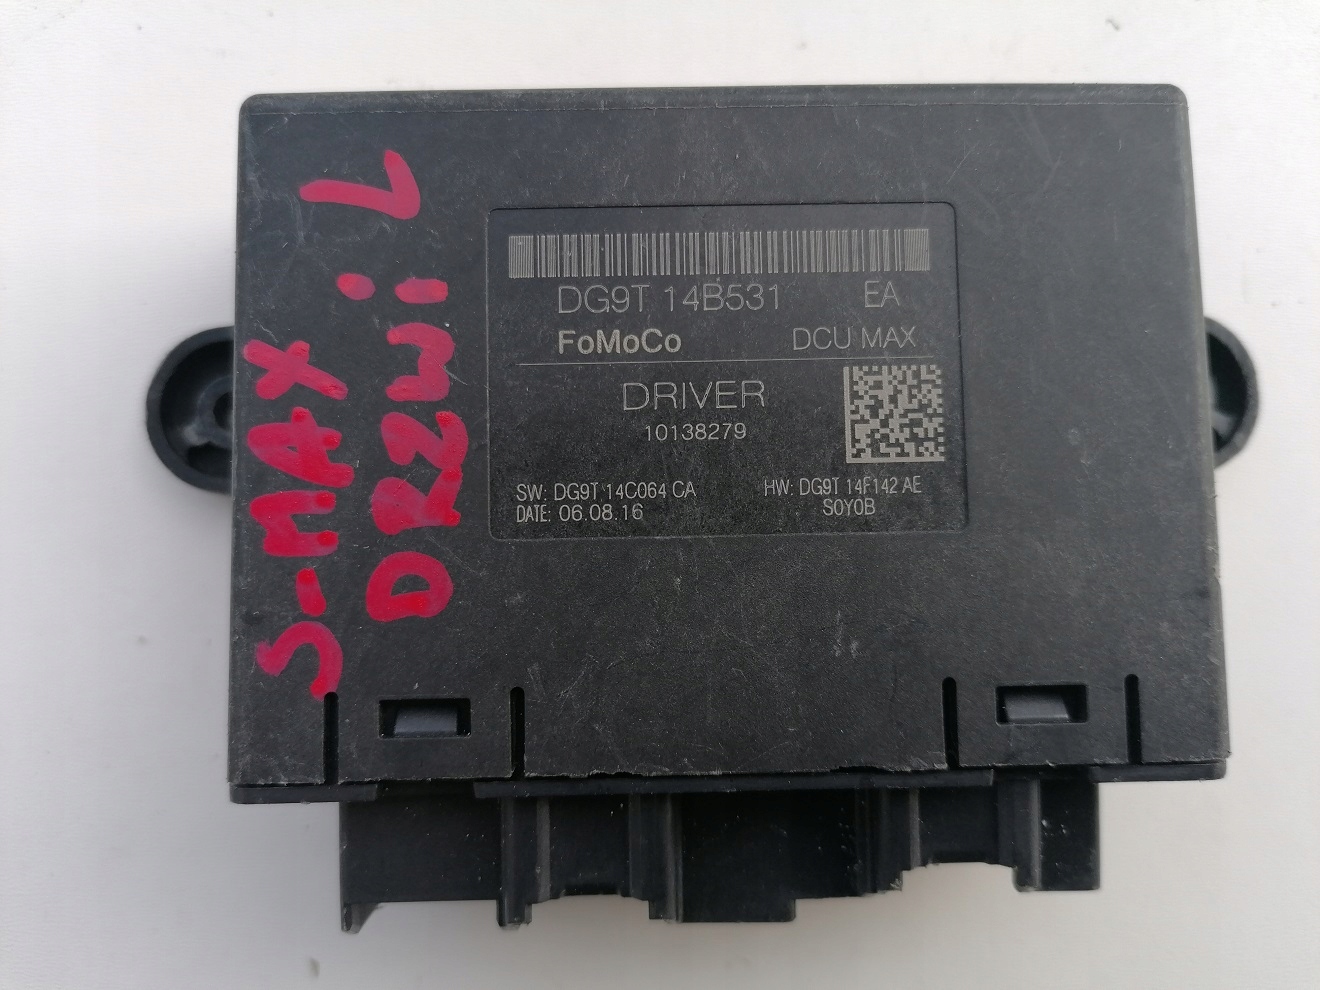 S-MAX
DRZWi L
DG9T 14B531 EA
FoMoCo DCU MAX
DRIVER
10138279
SW: DG9T 14C064 CA HW: DG9T 14F142 AE
DATE: 06.08.16 S0Y0B